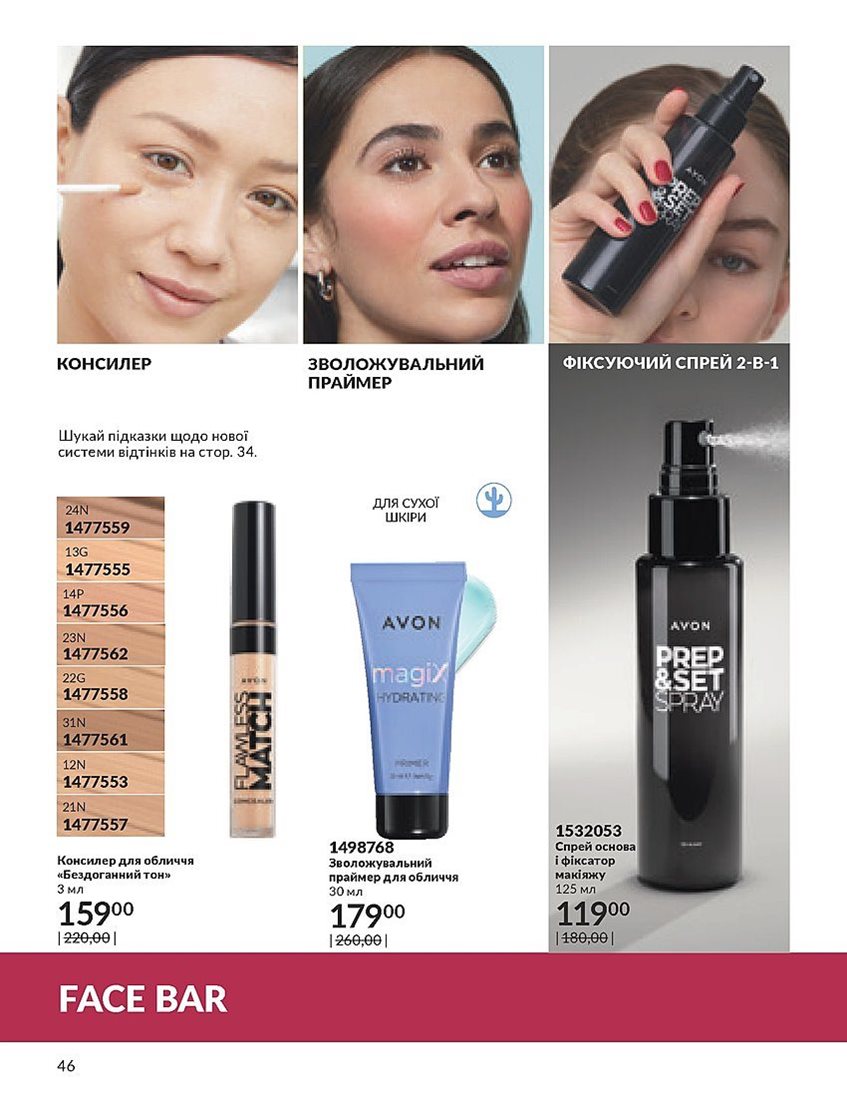 AVON
PREP
&SET
КОНСИЛЕР
ЗВОЛОЖУВАЛЬНИЙ
ПРАЙМЕР
ФІКСУЮЧИЙ СПРЕЙ 2-В-1
Шукай підказки щодо нової
системи відтінків на стор. 34.
24N
1477559
13G
1477555
14P
1477556
23N
1477562
22G
1477558
31N
1477561
12N
1477553
21N
1477557
AVON
FLAWLESS
MATCH
CONCEALER
Консилер для обличчя
«Бездоганний тон»
3 мл
15900
|220,00|
ДЛЯ СУХОЇ
ШКІРИ
AVON
magiX
HYDRATING
PRIMER
1498768
Зволожувальний
праймер для обличчя
30 мл
17900
|260,00|
AVON
PREP
&SET
SPRAY
1532053
Спрей основа
і фіксатор
макіяжу
125 мл
11900
|180,00|
FACE BAR
46